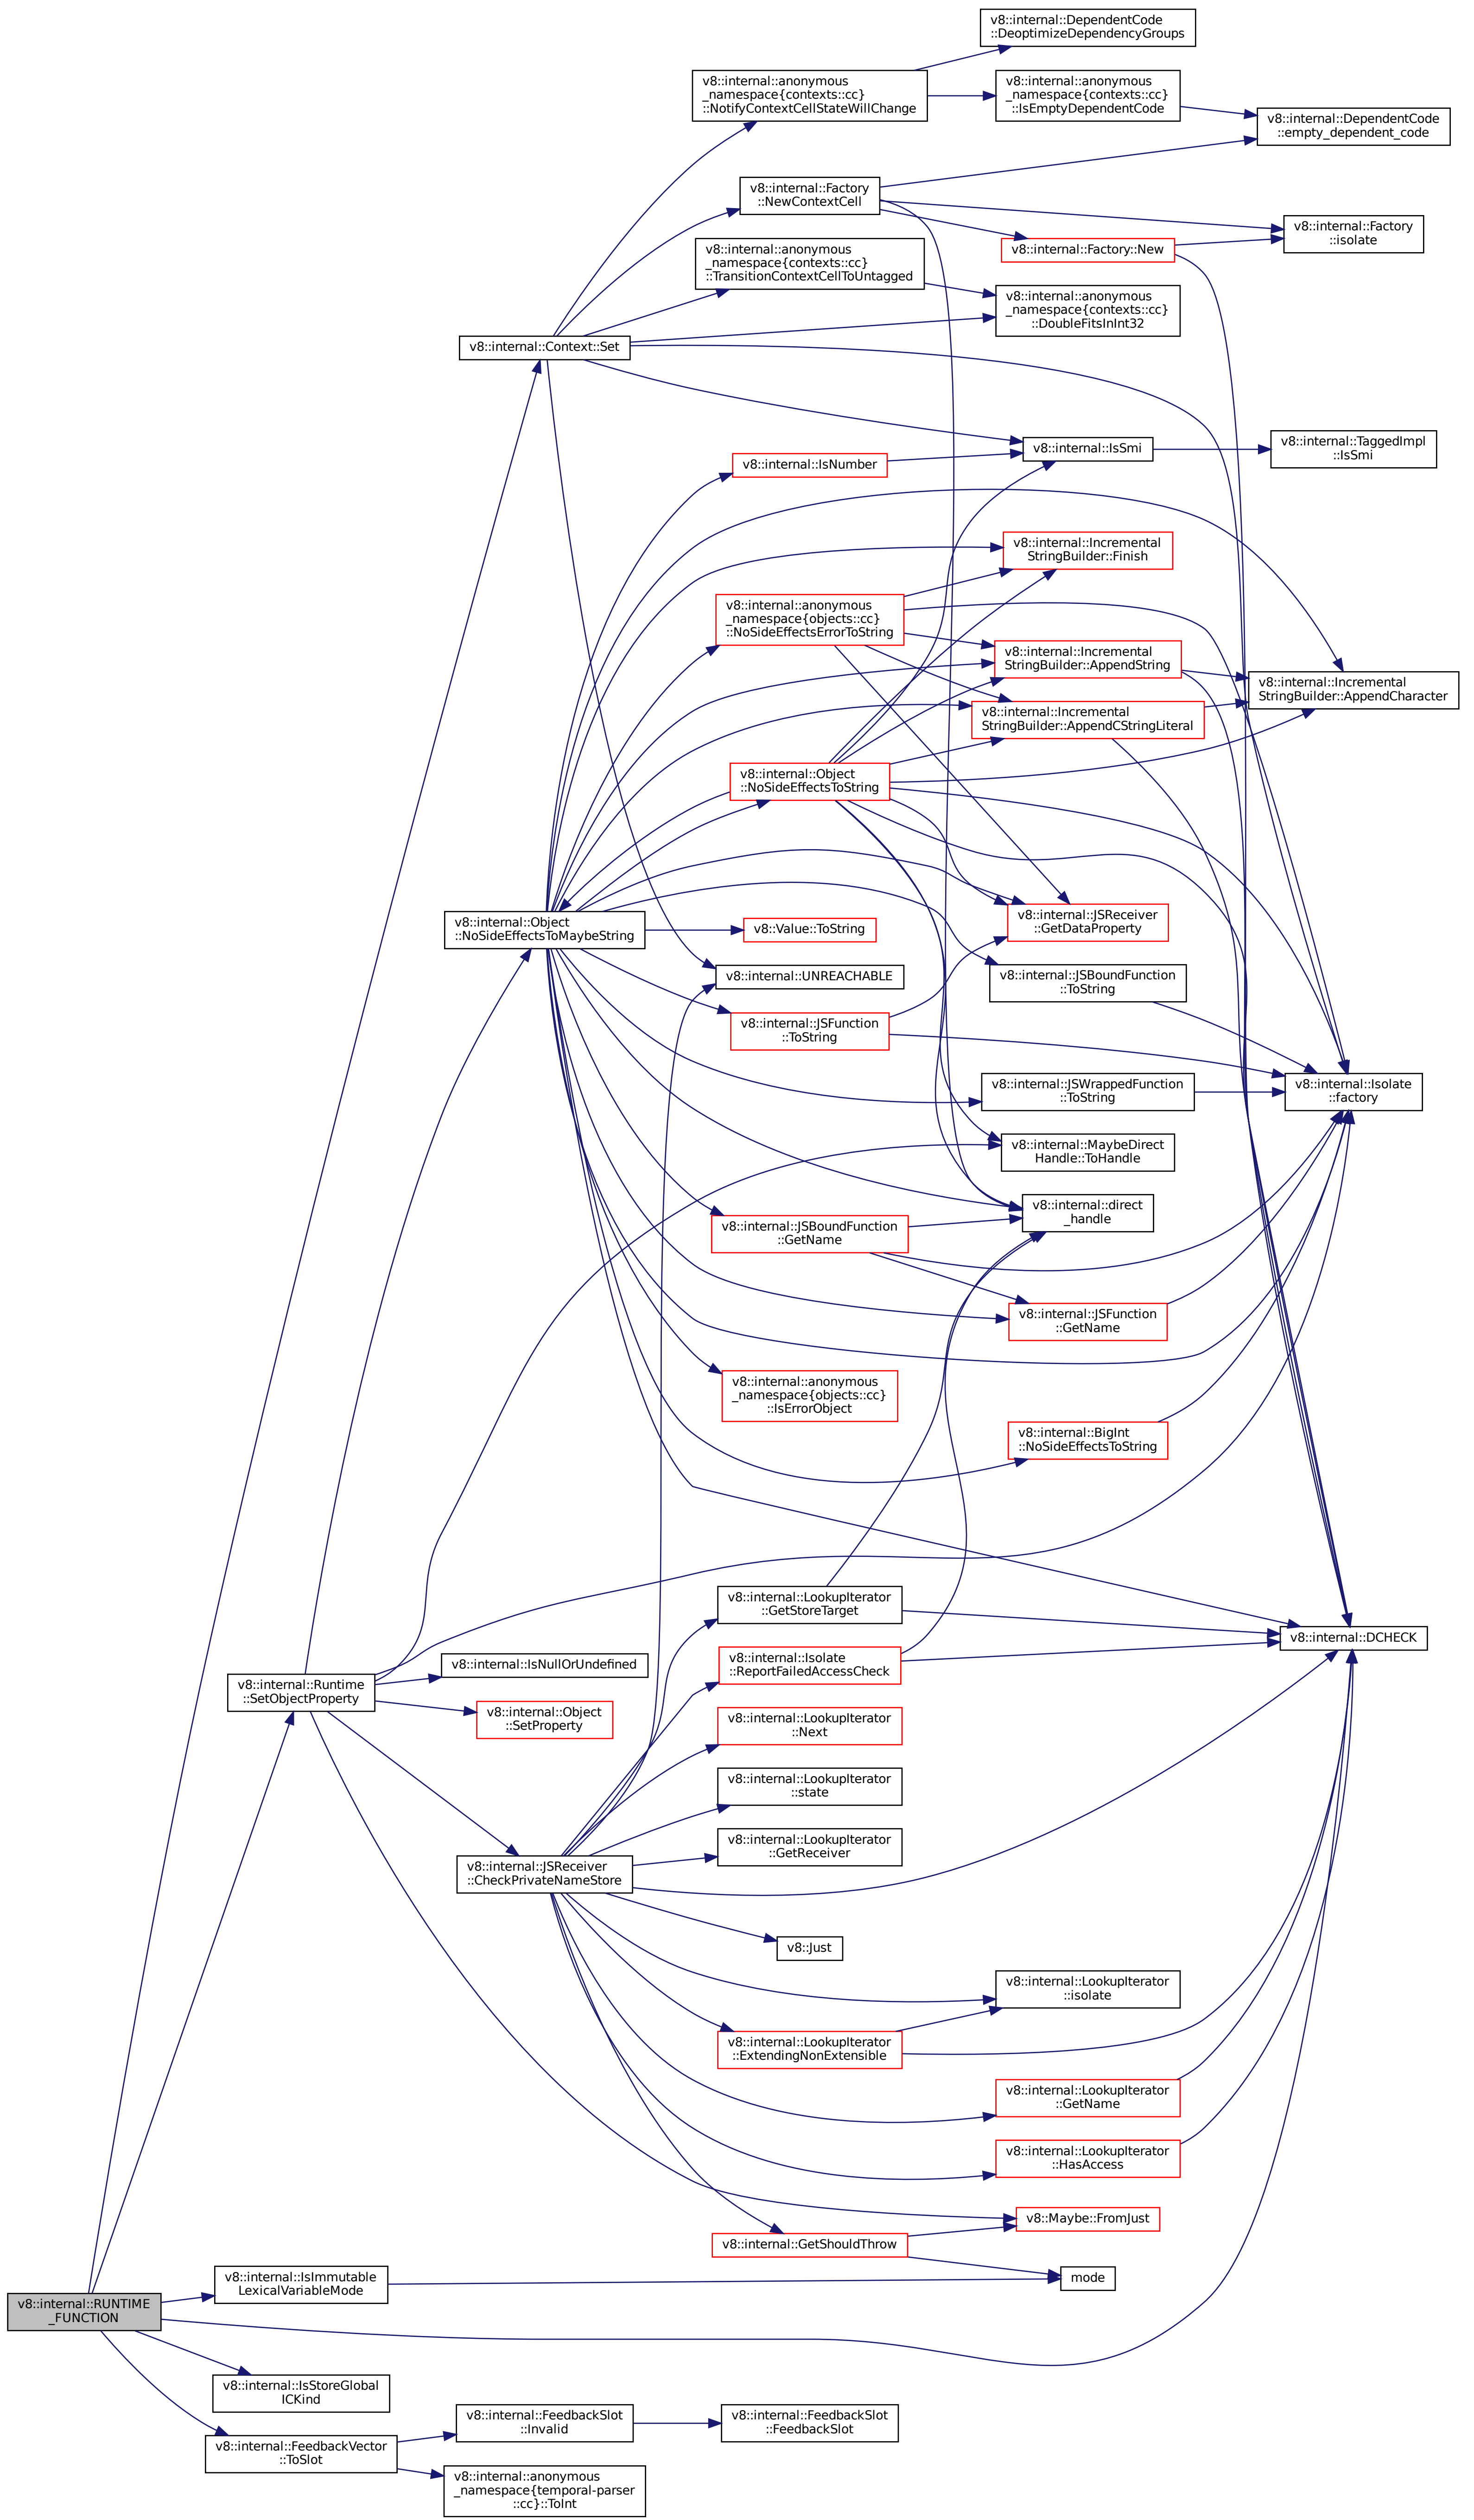 v8::internal::DependentCode
::DeoptimizeDependencyGroups
v8::internal::anonymous
_namespace{contexts::cc}
::NotifyContextCellStateWillChange
v8::internal::anonymous
_namespace{contexts::cc}
::IsEmptyDependentCode
v8::internal::DependentCode
::empty_dependent_code
v8::internal::Factory
::NewContextCell
v8::internal::Factory
::isolate
v8::internal::Factory::New
v8::internal::anonymous
_namespace{contexts::cc}
::TransitionContextCellToUntagged
v8::internal::anonymous
_namespace{contexts::cc}
::DoubleFitsInInt32
v8::internal::Context::Set
v8::internal::IsSmi
v8::internal::TaggedImpl
::IsSmi
v8::internal::IsNumber
v8::internal::Incremental
StringBuilder::Finish
v8::internal::anonymous
_namespace{objects::cc}
::NoSideEffectsErrorToString
v8::internal::Incremental
StringBuilder::AppendString
v8::internal::Incremental
StringBuilder::AppendCharacter
v8::internal::Incremental
StringBuilder::AppendCStringLiteral
v8::internal::Object
::NoSideEffectsToString
v8::internal::JSReceiver
::GetDataProperty
v8::internal::Object
::NoSideEffectsToMaybeString
v8::Value::ToString
v8::internal::UNREACHABLE
v8::internal::JSBoundFunction
::ToString
v8::internal::JSFunction
::ToString
v8::internal::JSWrappedFunction
::ToString
v8::internal::Isolate
::factory
v8::internal::MaybeDirect
Handle::ToHandle
v8::internal::direct
_handle
v8::internal::JSBoundFunction
::GetName
v8::internal::JSFunction
::GetName
v8::internal::anonymous
_namespace{objects::cc}
::IsErrorObject
v8::internal::BigInt
::NoSideEffectsToString
v8::internal::LookupIterator
::GetStoreTarget
v8::internal::DCHECK
v8::internal::Isolate
::ReportFailedAccessCheck
v8::internal::IsNullOrUndefined
v8::internal::Runtime
::SetObjectProperty
v8::internal::Object
::SetProperty
v8::internal::LookupIterator
::Next
v8::internal::LookupIterator
::state
v8::internal::LookupIterator
::GetReceiver
v8::internal::JSReceiver
::CheckPrivateNameStore
v8::Just
v8::internal::LookupIterator
::isolate
v8::internal::LookupIterator
::ExtendingNonExtensible
v8::internal::LookupIterator
::GetName
v8::internal::LookupIterator
::HasAccess
v8::Maybe::FromJust
v8::internal::GetShouldThrow
mode
v8::internal::IsImmutable
LexicalVariableMode
v8::internal::RUNTIME
_FUNCTION
v8::internal::IsStoreGlobal
ICKind
v8::internal::FeedbackVector
::ToSlot
v8::internal::FeedbackSlot
::Invalid
v8::internal::FeedbackSlot
::FeedbackSlot
v8::internal::anonymous
_namespace{temporal-parser
::cc}::ToInt